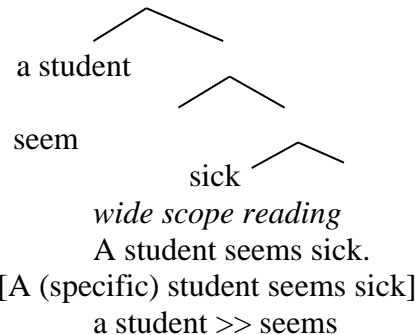 a student
seem
sick
wide scope reading
A student seems sick.
[A (specific) student seems sick]
a student >> seems